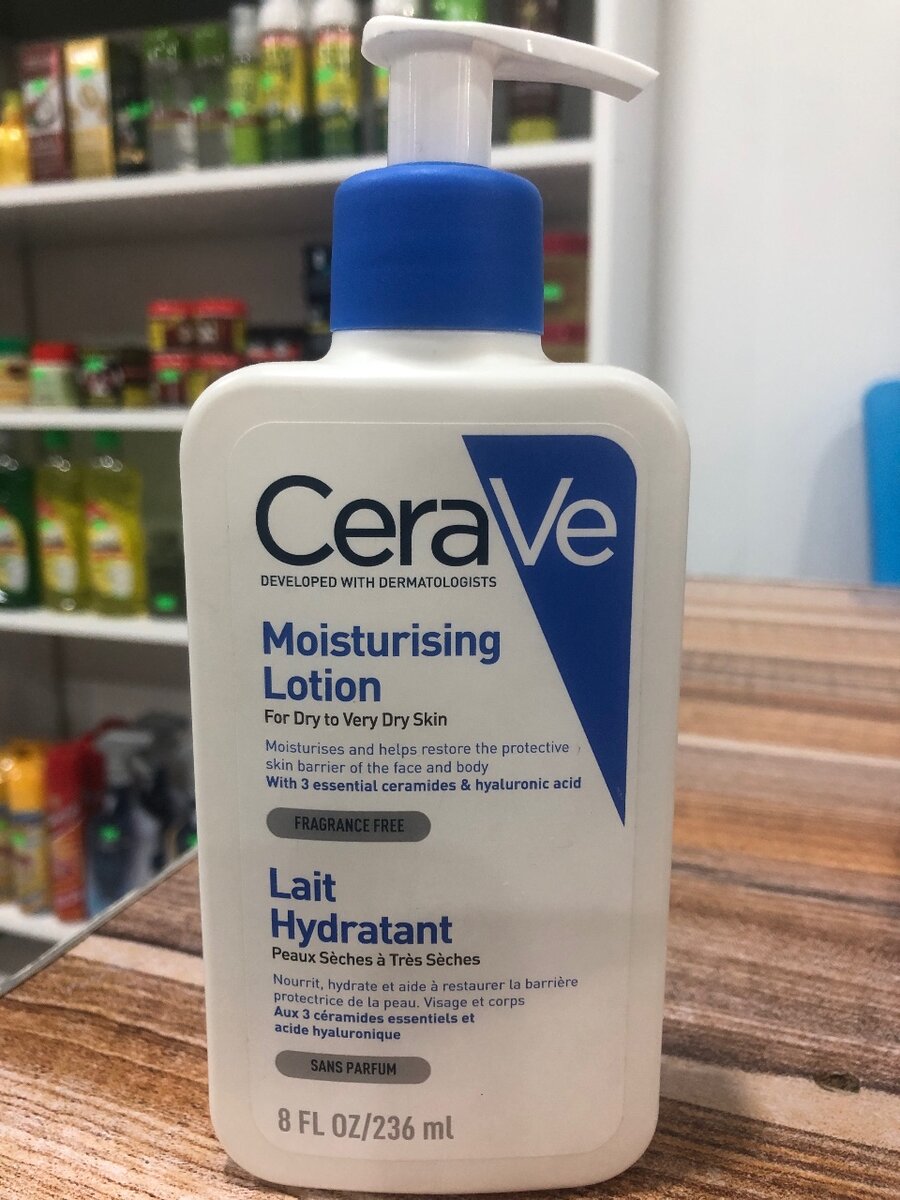 CeraVe
DEVELOPED WITH DERMATOLOGISTS
Moisturising
Lotion
For Dry to Very Dry Skin
Moisturises and helps restore the protective
skin barrier of the face and body
With 3 essential ceramides & hyaluronic acid
FRAGRANCE FREE
Lait
Hydratant
Peaux Sèches à Très Sèches
Nourrit, hydrate et aide à restaurer la barrière
protectrice de la peau. Visage et corps
Aux 3 céramides essentiels et
acide hyaluronique
SANS PARFUM
8 FL OZ/236 ml